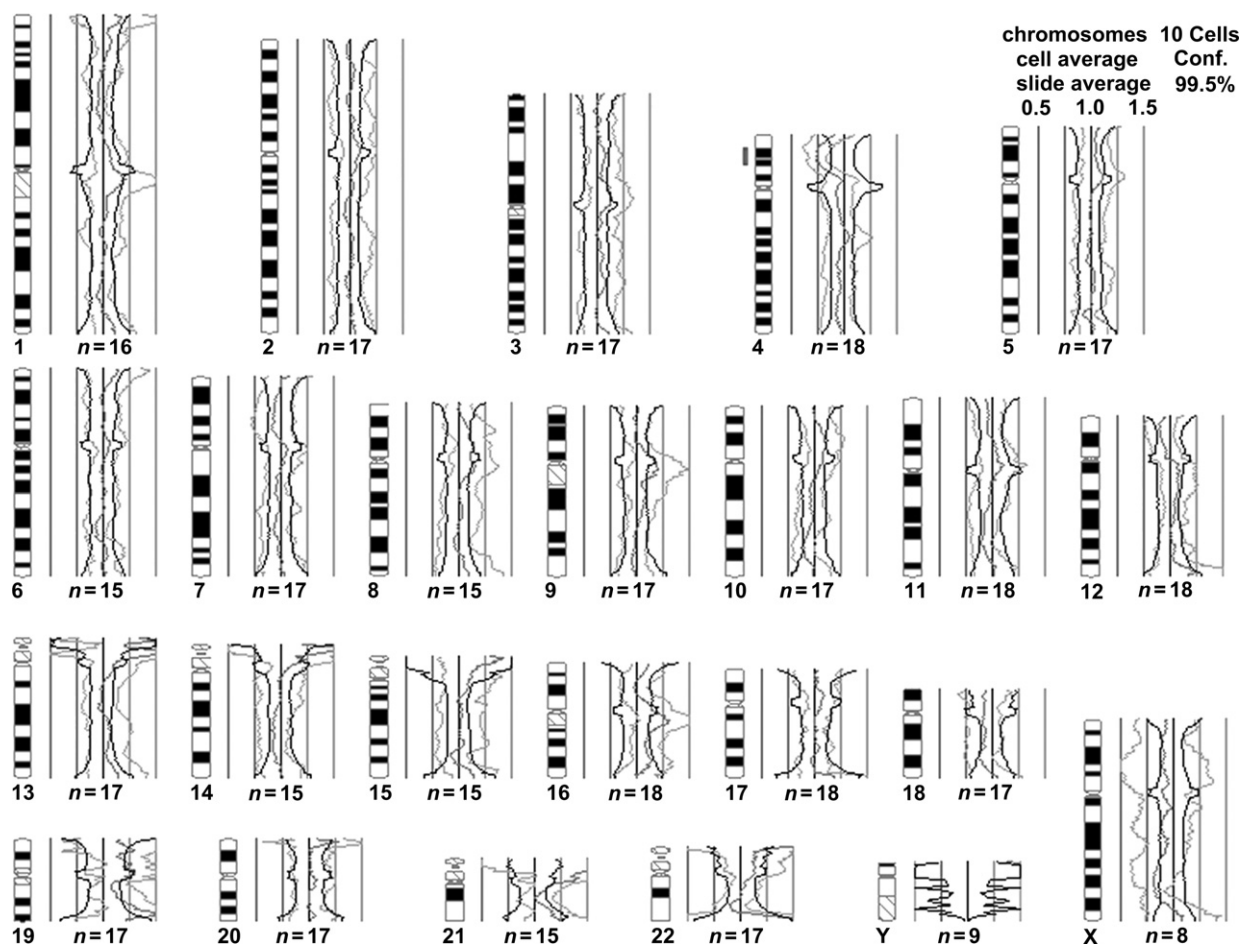 chromosomes 10 Cells
cell average Conf.
slide average 99.5%
0.5 1.0 1.5
1 n=16
2 n=17
3 n=17
4 n=18
5 n=17
6 n=15
7 n=17
8 n=15
9 n=17
10 n=17
11 n=18
12 n=18
13 n=17
14 n=15
15 n=15
16 n=18
17 n=18
18 n=17
19 n=17
20 n=17
21 n=15
22 n=17
Y n=9
X n=8